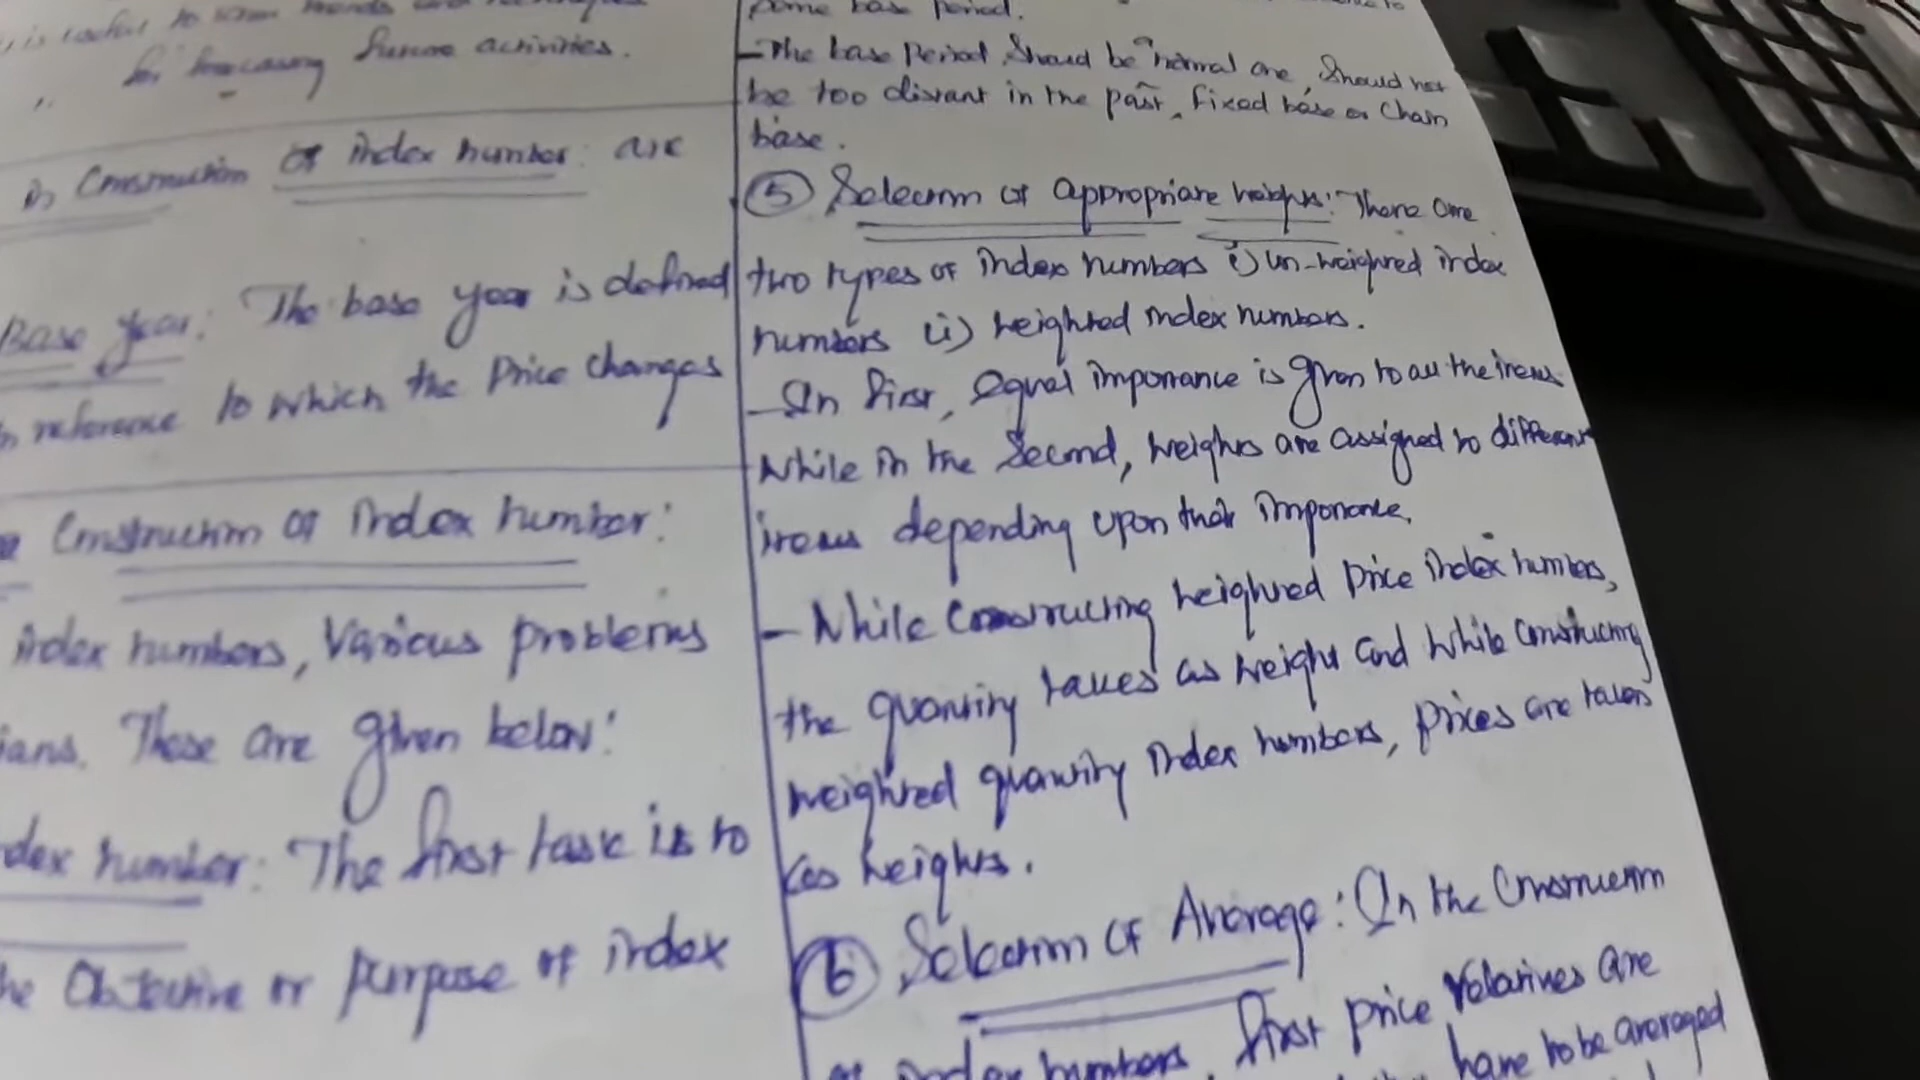 is useful to
for forecasting future activities.
in Construction of index number: are
Base year: The base year is defined
reference to which the Price changes
Construction of index number:
index numbers, Various problems
These are given below:
number: The first task is to
the Objective or purpose of index
some base period.
- The base Period should be a normal one, should not
be too distant in the past, fixed base or Chain
base.
(5) Selection of appropriate weights: There are
two types of index numbers i) un-weighted index
numbers ii) weighted index numbers.
- In first, equal importance is given to all the items
while in the Second, weights are assigned to different
items depending upon their importance.
- While constructing weighted price index numbers,
the quantity takes as weight and while constructing
weighted quantity index numbers, prices are taken
as weights.
(6) Selection of Average: In the Construction
of index numbers, first price relatives are
have to be averaged